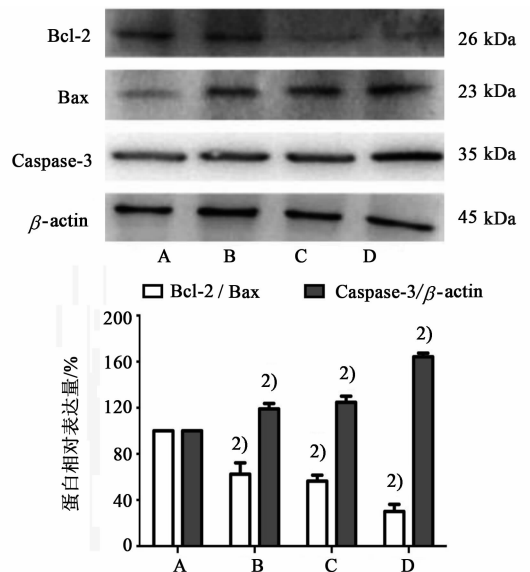 Bcl-2 26 kDa
Bax 23 kDa
Caspase-3 35 kDa
β-actin 45 kDa
A B C D
Bcl-2 / Bax Caspase-3/β-actin
蛋白相对表达量/%
200
160
120
80
40
0
2) 2) 2) 2) 2) 2)
A B C D